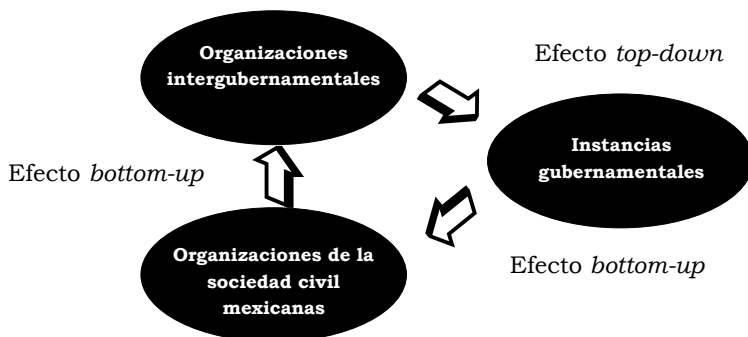 Organizaciones
intergubernamentales
Efecto top-down
Instancias
gubernamentales
Efecto bottom-up
Organizaciones de la
sociedad civil
mexicanas
Efecto bottom-up